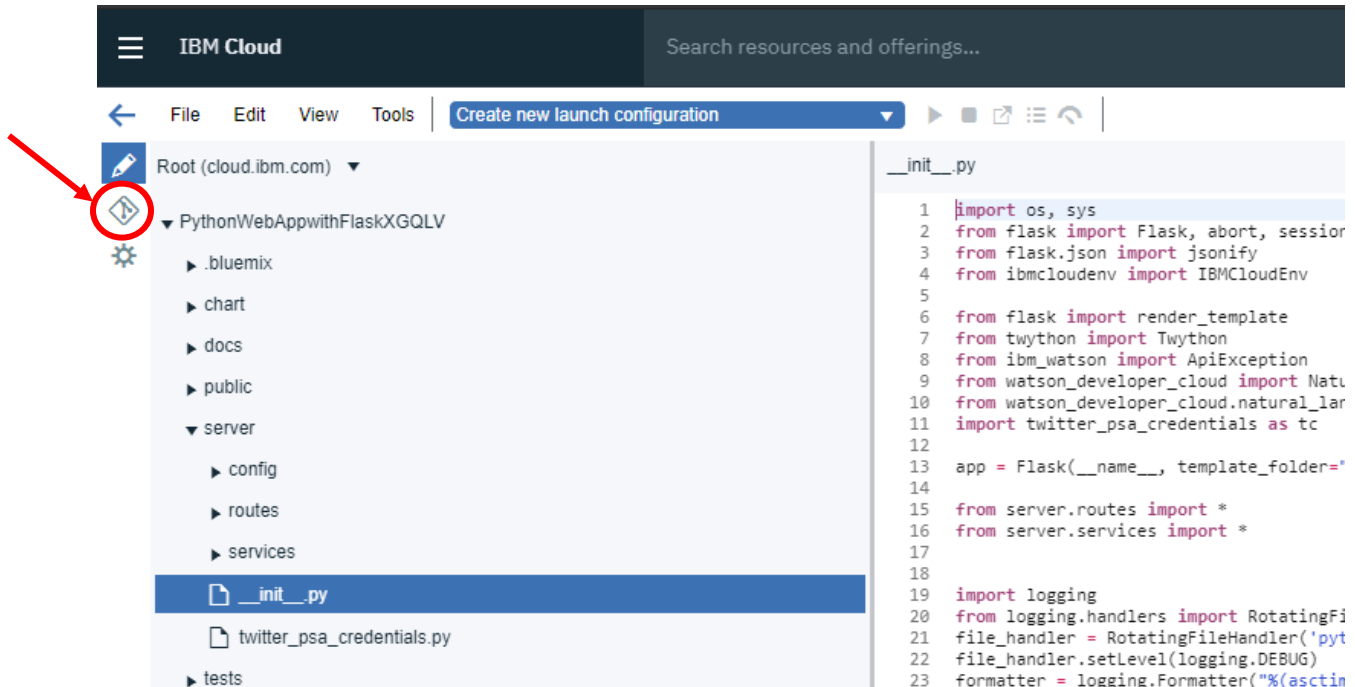 IBM Cloud
Search resources and offerings...
File Edit View Tools Create new launch configuration
Root (cloud.ibm.com)
PythonWebAppwithFlaskXGQLV
.bluemix
chart
docs
public
server
config
routes
services
__init__.py
twitter_psa_credentials.py
tests
__init__.py
1 import os, sys
2 from flask import Flask, abort, session
3 from flask.json import jsonify
4 from ibmcloudenv import IBMCloudEnv
5
6 from flask import render_template
7 from twython import Twython
8 from ibm_watson import ApiException
9 from watson_developer_cloud import Natu
10 from watson_developer_cloud.natural_lan
11 import twitter_psa_credentials as tc
12
13 app = Flask(__name__, template_folder="
14
15 from server.routes import *
16 from server.services import *
17
18
19 import logging
20 from logging.handlers import RotatingFi
21 file_handler = RotatingFileHandler('pyt
22 file_handler.setLevel(logging.DEBUG)
23 formatter = logging.Formatter("%(asctim